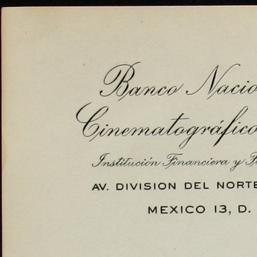 Banco Nacio
Cinematográfico
Institución Financiera y F
AV. DIVISION DEL NORTE
MEXICO 13, D.